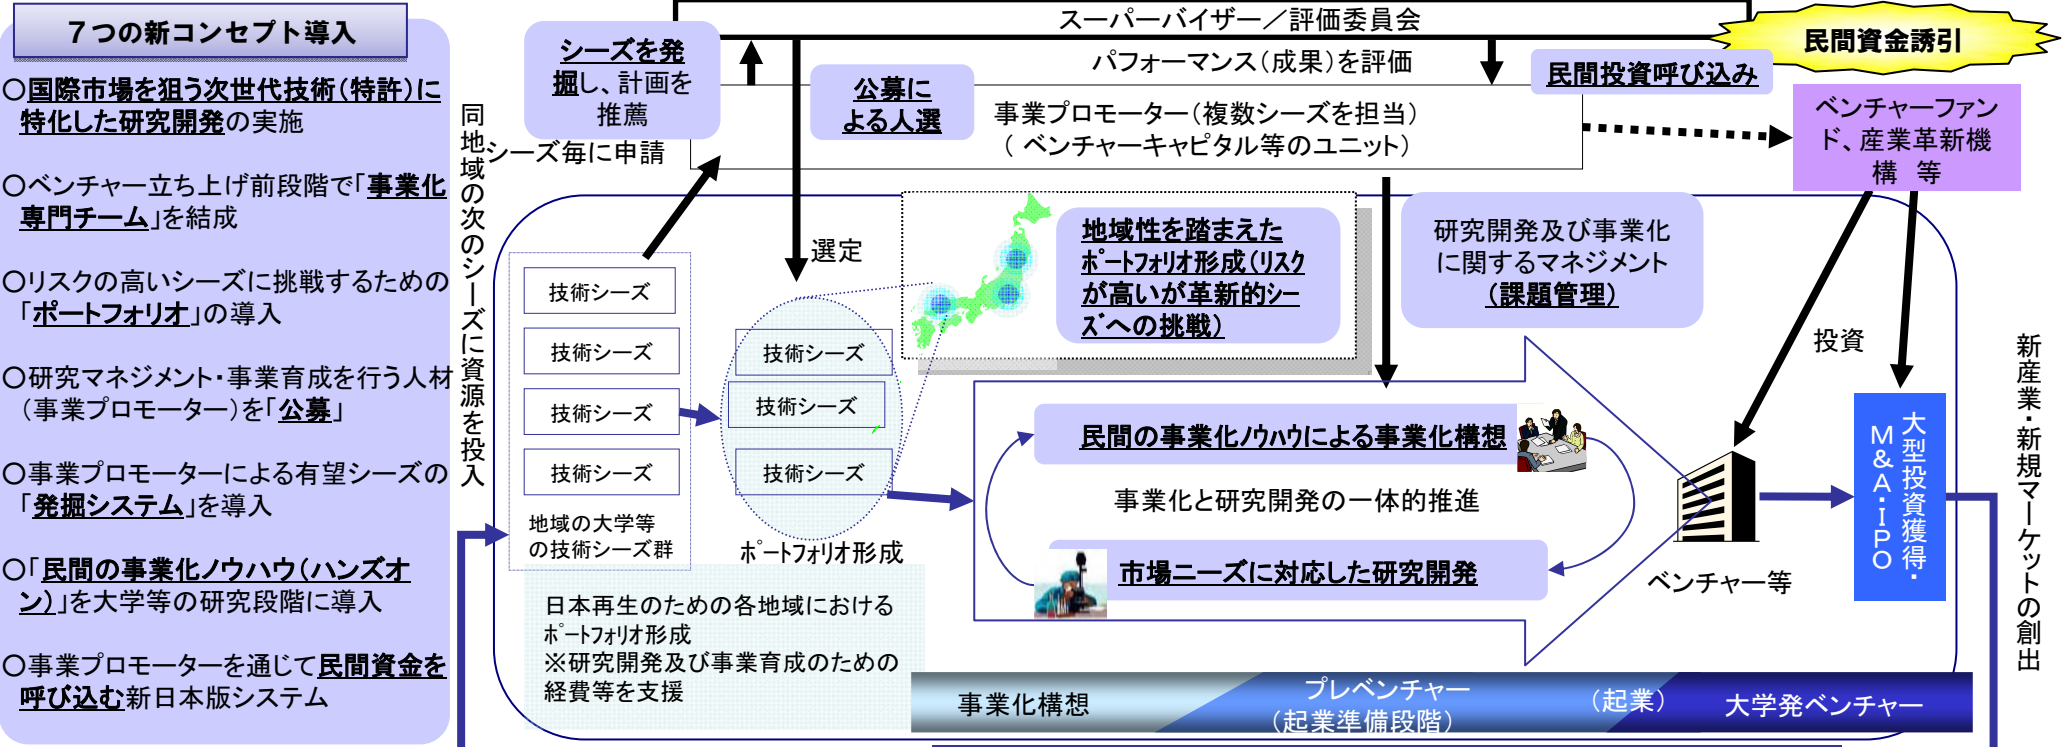 ７つの新コンセプト導入
〇国際市場を狙う次世代技術（特許）に
特化した研究開発の実施
〇ベンチャー立ち上げ前段階で「事業化
専門チーム」を結成
〇リスクの高いシーズに挑戦するための
「ポートフォリオ」の導入
〇研究マネジメント・事業育成を行う人材
（事業プロモーター）を「公募」
〇事業プロモーターによる有望シーズの
「発掘システム」を導入
〇「民間の事業化ノウハウ（ハンズオ
ン）」を大学等の研究段階に導入
〇事業プロモーターを通じて民間資金を
呼び込む新日本版システム
同地域の次のシーズに資源を投入
スーパーバイザー／評価委員会
民間資金誘引
シーズを発
掘し、計画を
推薦
パフォーマンス（成果）を評価
公募に
よる人選
民間投資呼び込み
事業プロモーター（複数シーズを担当）
（ ベンチャーキャピタル等のユニット）
ベンチャーファン
ド、産業革新機
構　等
シーズ毎に申請
選定
地域性を踏まえた
ポートフォリオ形成（リスク
が高いが革新的シー
ズへの挑戦）
研究開発及び事業化
に関するマネジメント
（課題管理）
投資
技術シーズ
技術シーズ
技術シーズ
技術シーズ
地域の大学等
の技術シーズ群
技術シーズ
技術シーズ
技術シーズ
ポートフォリオ形成
民間の事業化ノウハウによる事業化構想
事業化と研究開発の一体的推進
市場ニーズに対応した研究開発
ベンチャー等
大型投資獲得・
Ｍ＆Ａ・ＩＰＯ
新産業・新規マーケットの創出
日本再生のための各地域における
ポートフォリオ形成
※研究開発及び事業育成のための
経費等を支援
事業化構想
プレベンチャー
（起業準備段階）
（起業）
大学発ベンチャー